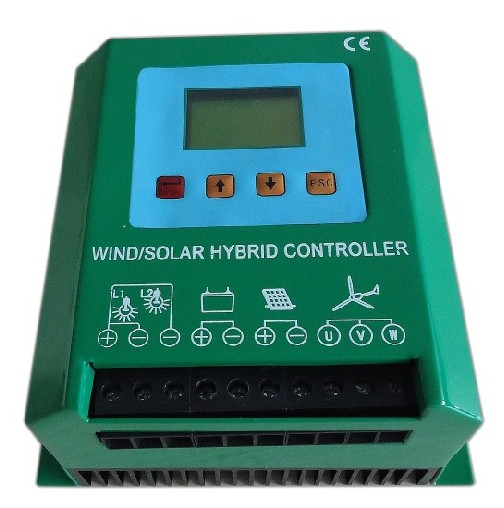 CE
ESC
WIND/SOLAR HYBRID CONTROLLER
L1 L2
+ - - + - + - U V W